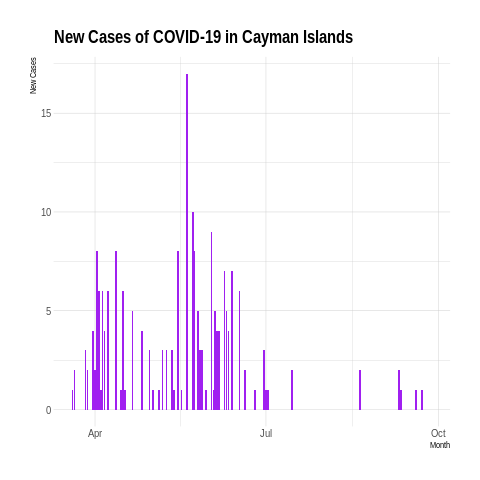 New Cases of COVID-19 in Cayman Islands
New Cases
15
10
5
0
Apr Jul Oct
Month